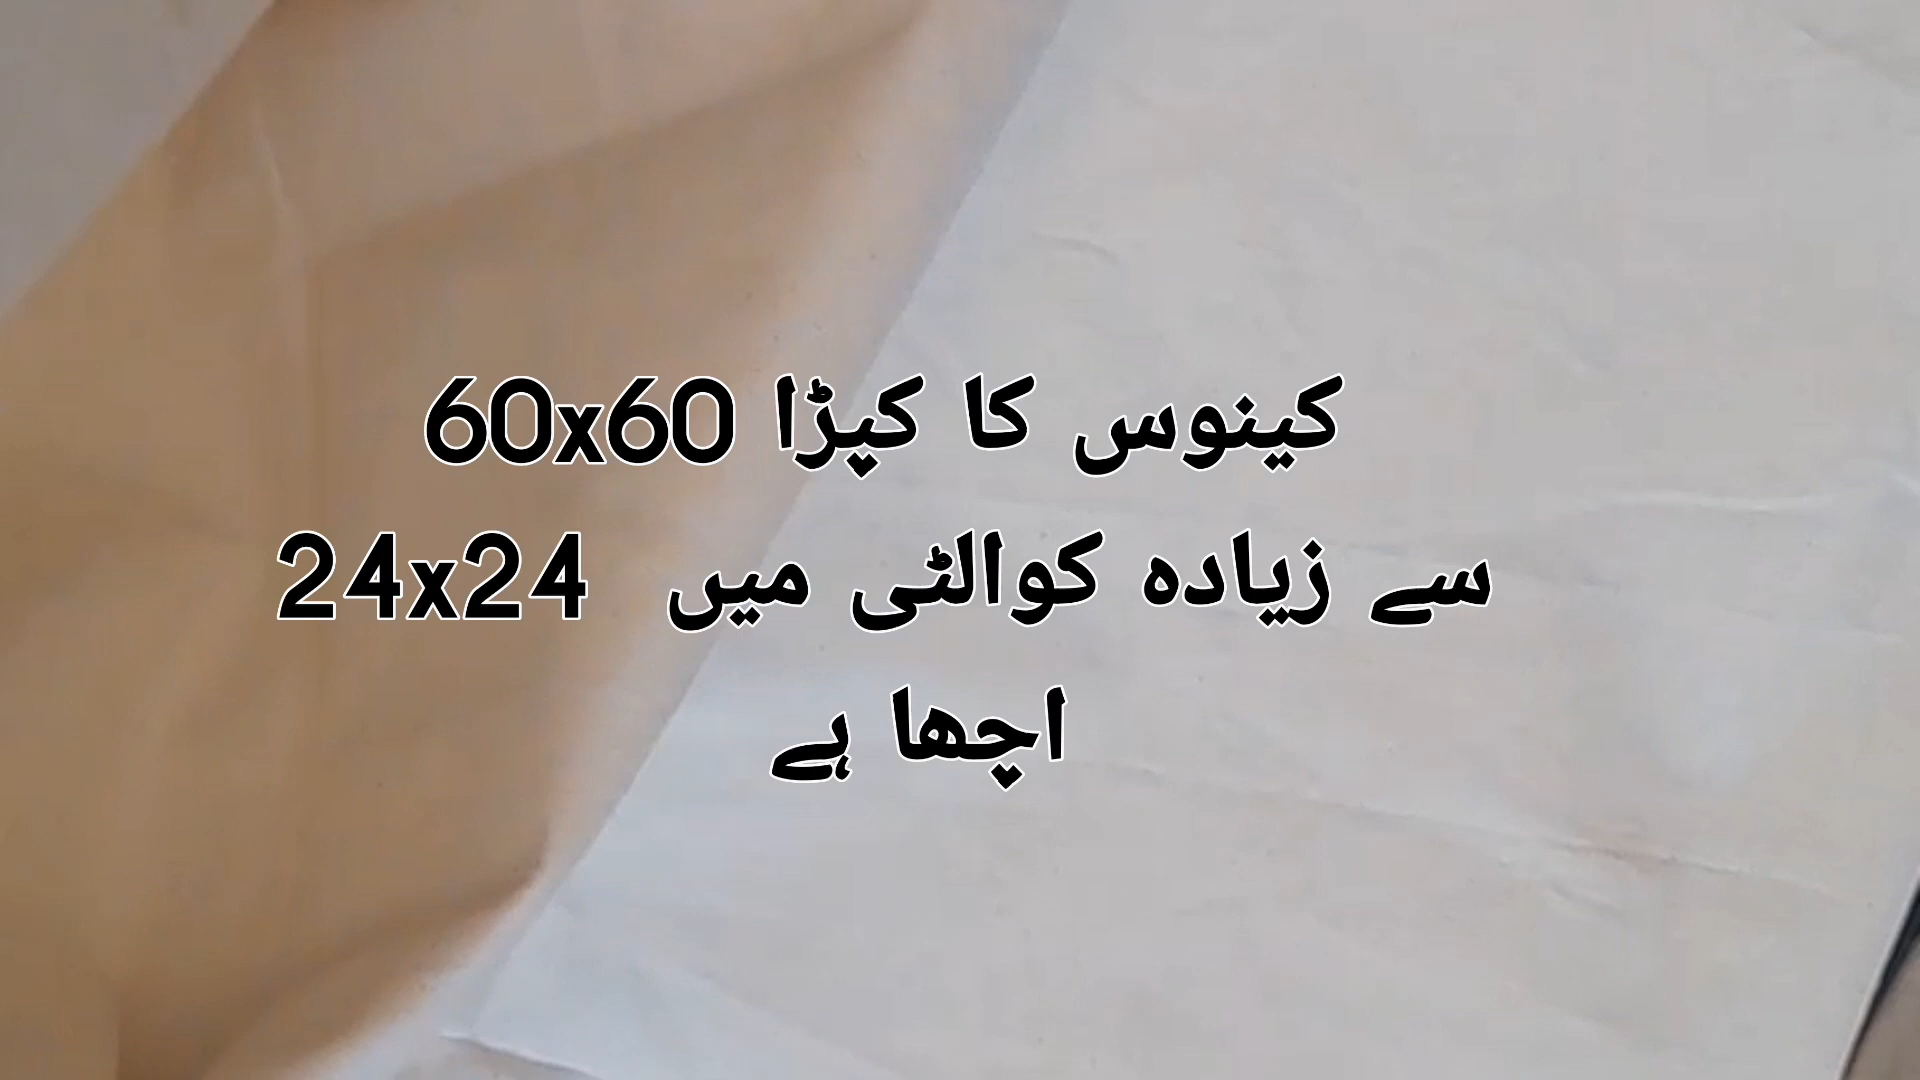 کینوس کا کپڑا 60x60
سے زیادہ کوالٹی میں 24x24
اچھا ہے